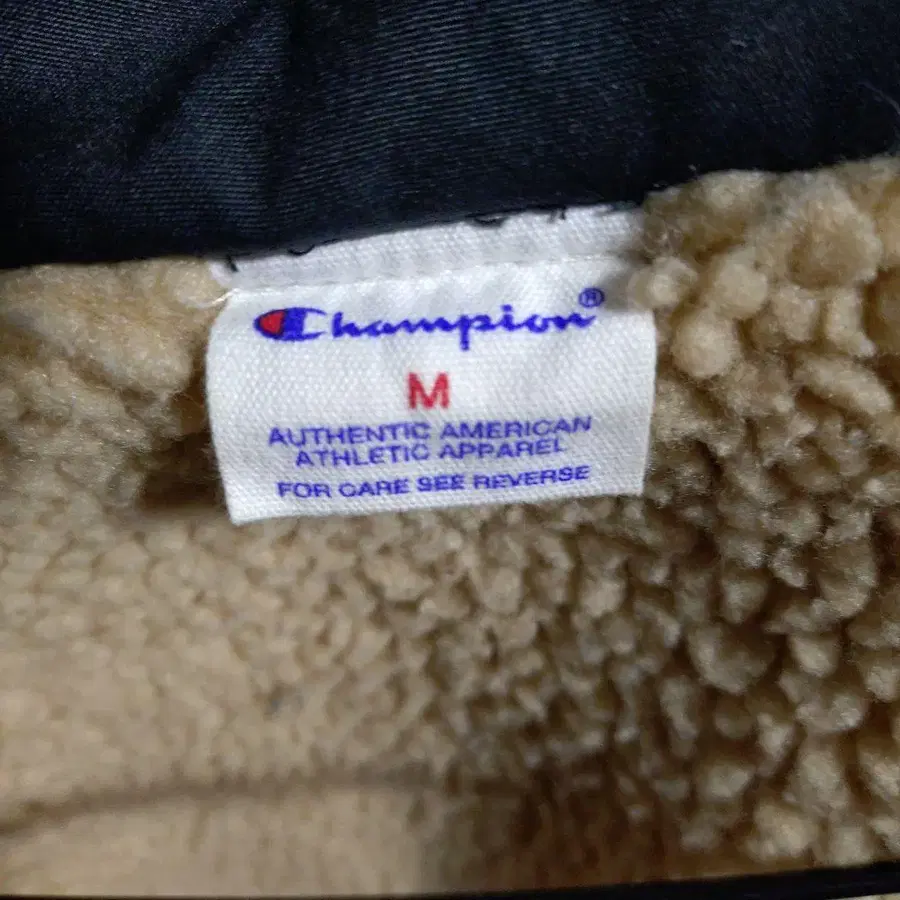 Champion®
M
AUTHENTIC AMERICAN
ATHLETIC APPAREL
FOR CARE SEE REVERSE